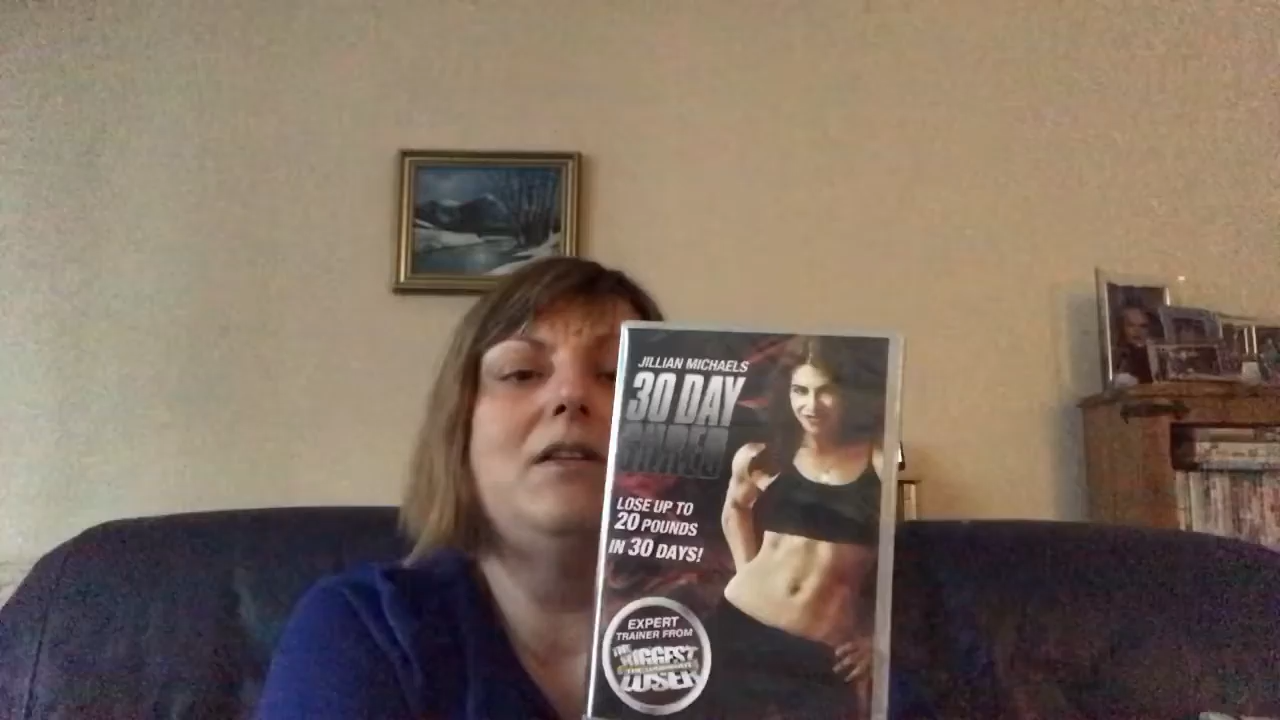 JILLIAN MICHAELS
30 DAY
SHRED
LOSE UP TO
20 POUNDS
IN 30 DAYS!
EXPERT
TRAINER FROM
THE
BIGGEST
LOSER